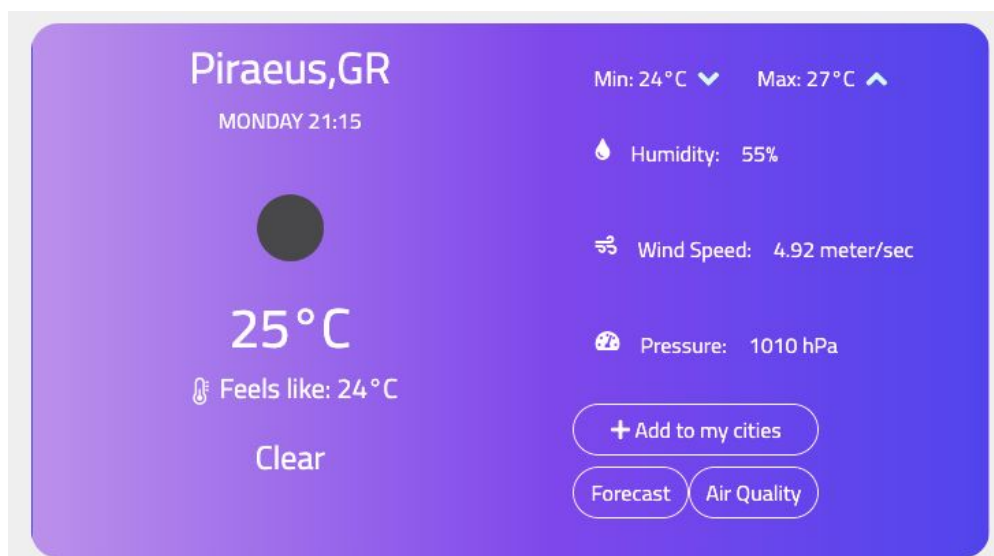 Piraeus,GR
MONDAY 21:15
25°C
Feels like: 24°C
Clear
Min: 24°C Max: 27°C
Humidity: 55%
Wind Speed: 4.92 meter/sec
Pressure: 1010 hPa
Add to my cities
Forecast Air Quality